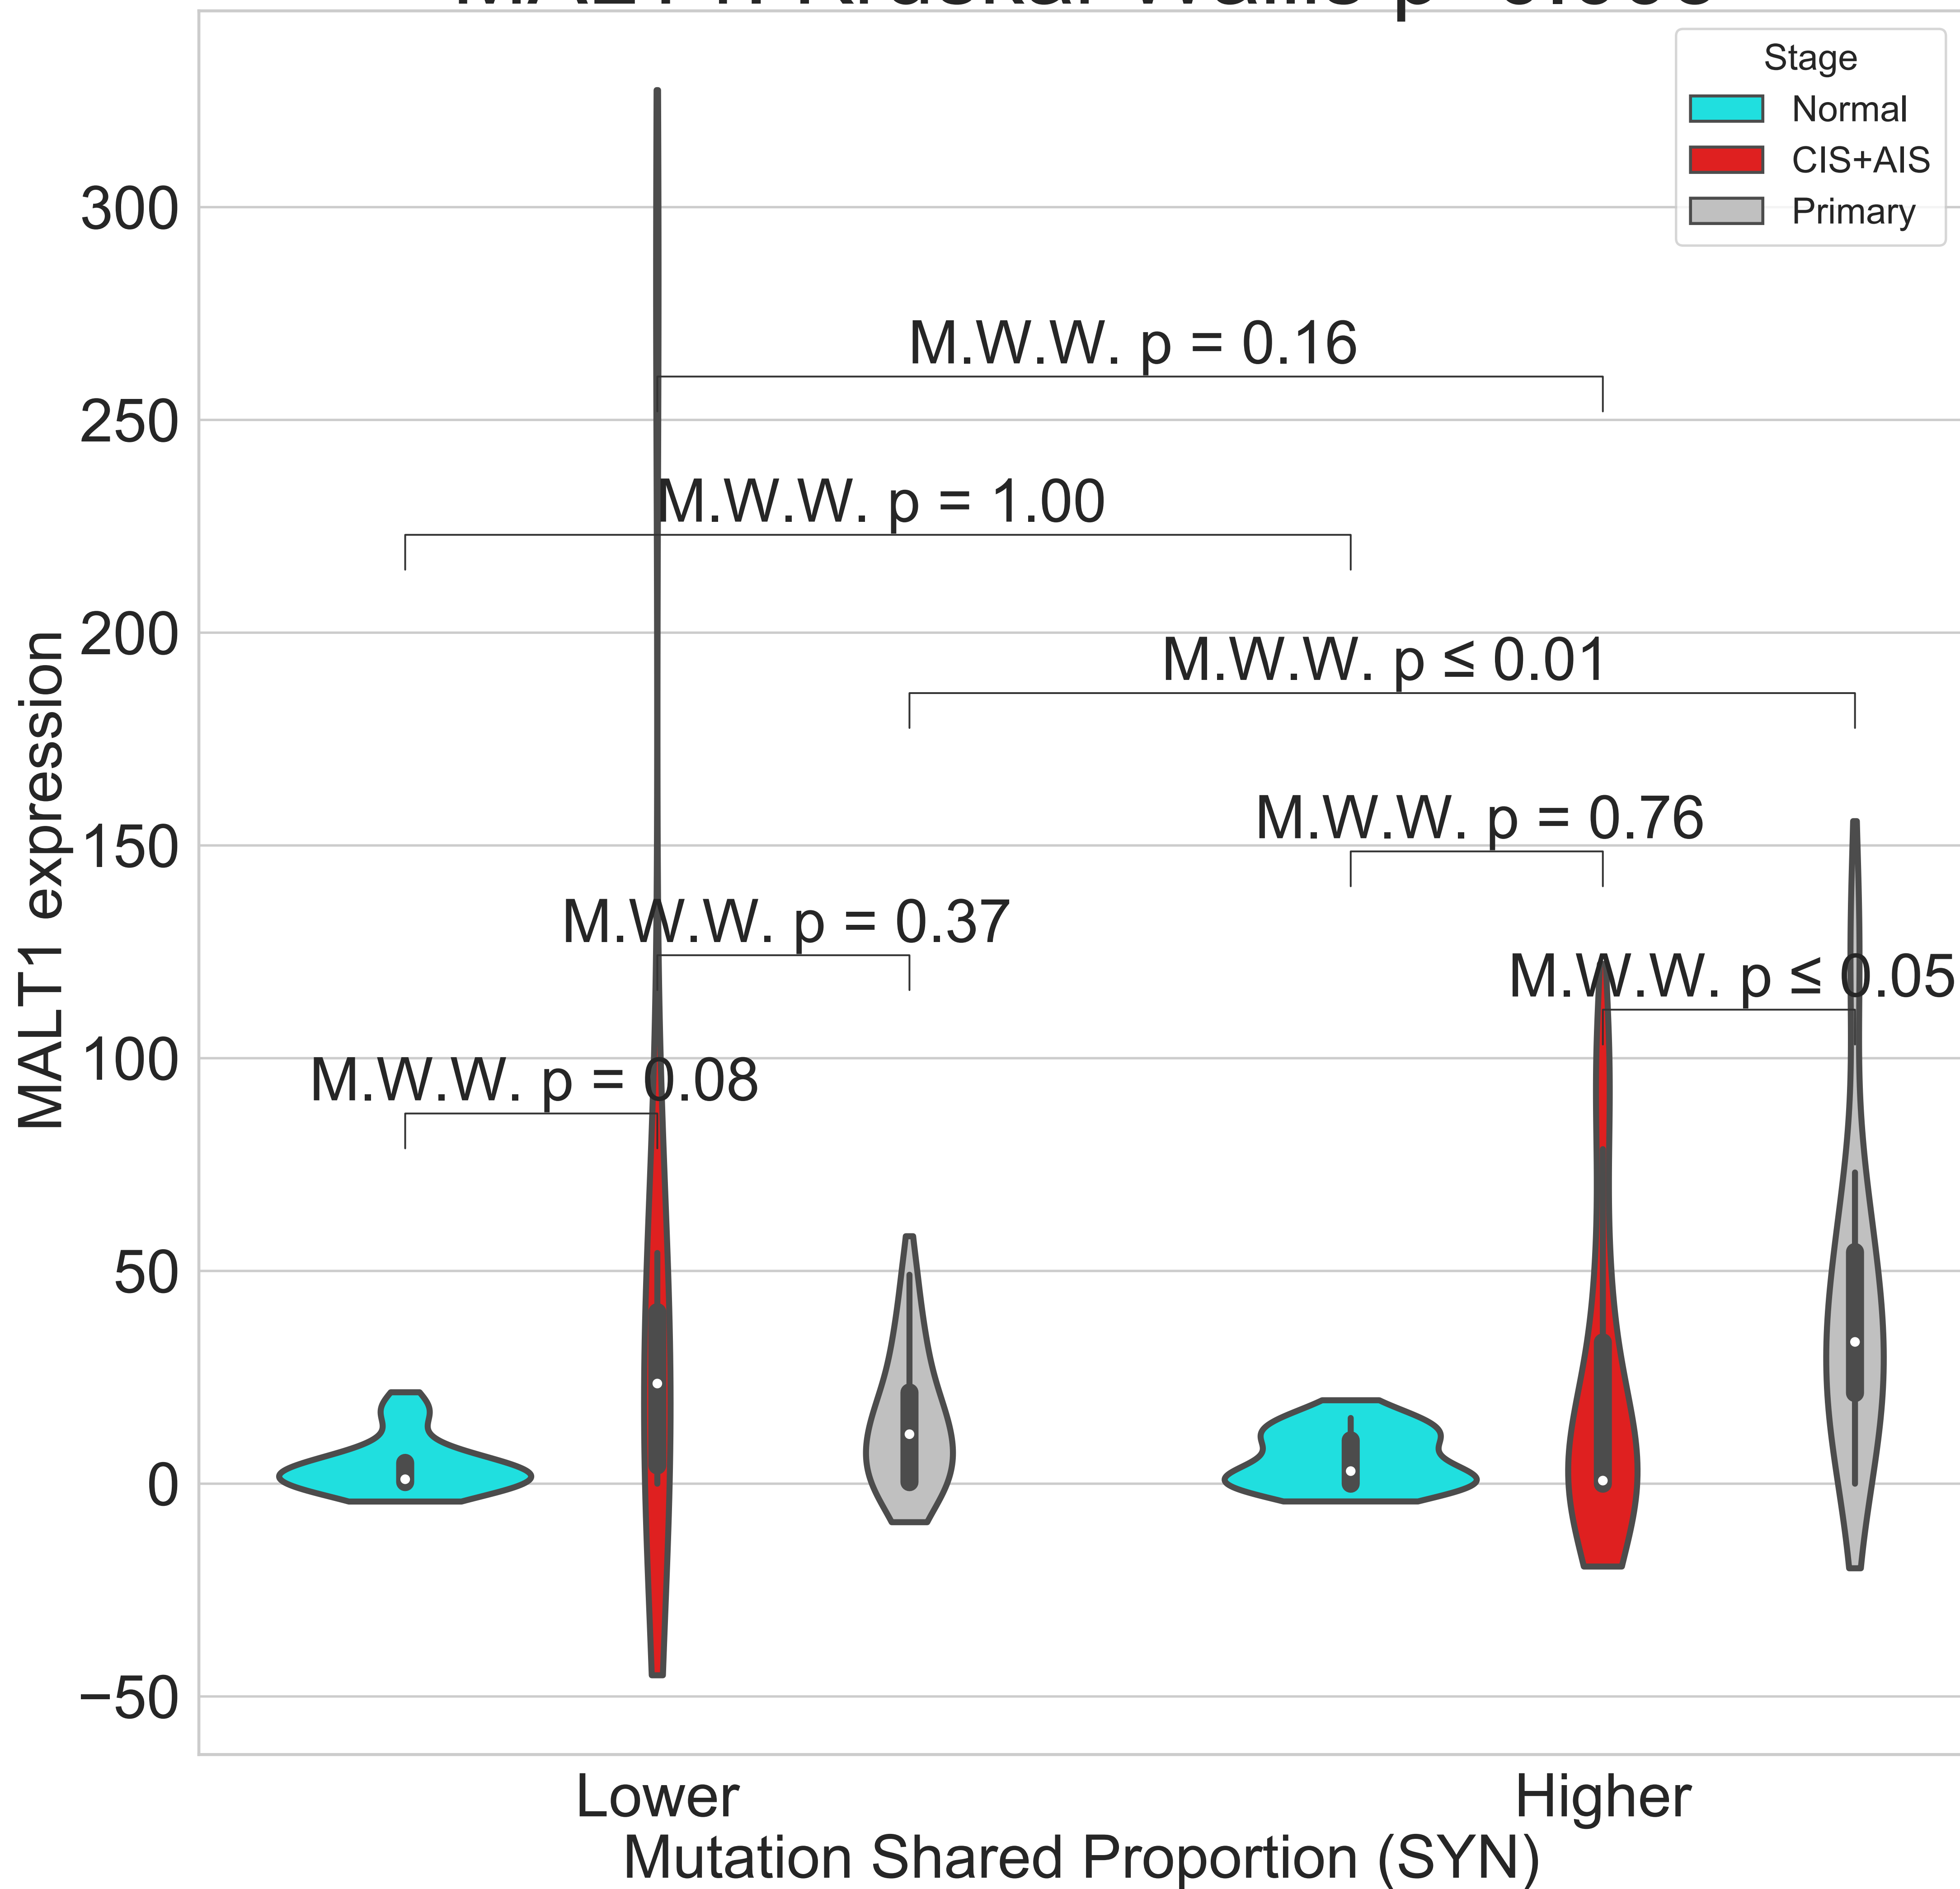 Stage
Normal
CIS+AIS
Primary
300
250
200
150
100
50
0
−50
MALT1 expression
M.W.W. p = 0.16
M.W.W. p = 1.00
M.W.W. p ≤ 0.01
M.W.W. p = 0.76
M.W.W. p = 0.37
M.W.W. p ≤ 0.05
M.W.W. p = 0.08
Lower
Higher
Mutation Shared Proportion (SYN)